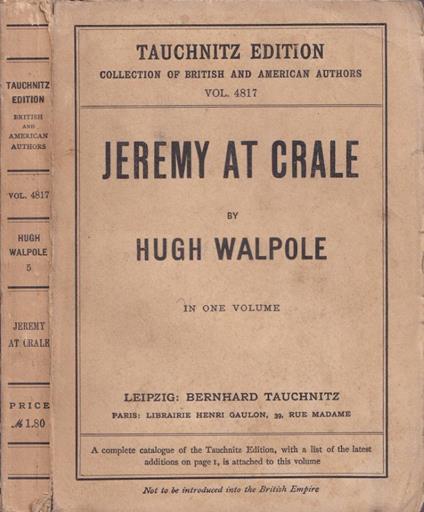 TAUCHNITZ
EDITION
BRITISH
AND
AMERICAN
AUTHORS
VOL. 4817
HUGH
WALPOLE
5
JEREMY
AT CRALE
PRICE
ℳ 1.80
TAUCHNITZ EDITION
COLLECTION OF BRITISH AND AMERICAN AUTHORS
VOL. 4817
JEREMY AT CRALE
BY
HUGH WALPOLE
IN ONE VOLUME
LEIPZIG: BERNHARD TAUCHNITZ
PARIS: LIBRAIRIE HENRI GAULON, 39, RUE MADAME
A complete catalogue of the Tauchnitz Edition, with a list of the latest
additions on page 1, is attached to this volume
Not to be introduced into the British Empire